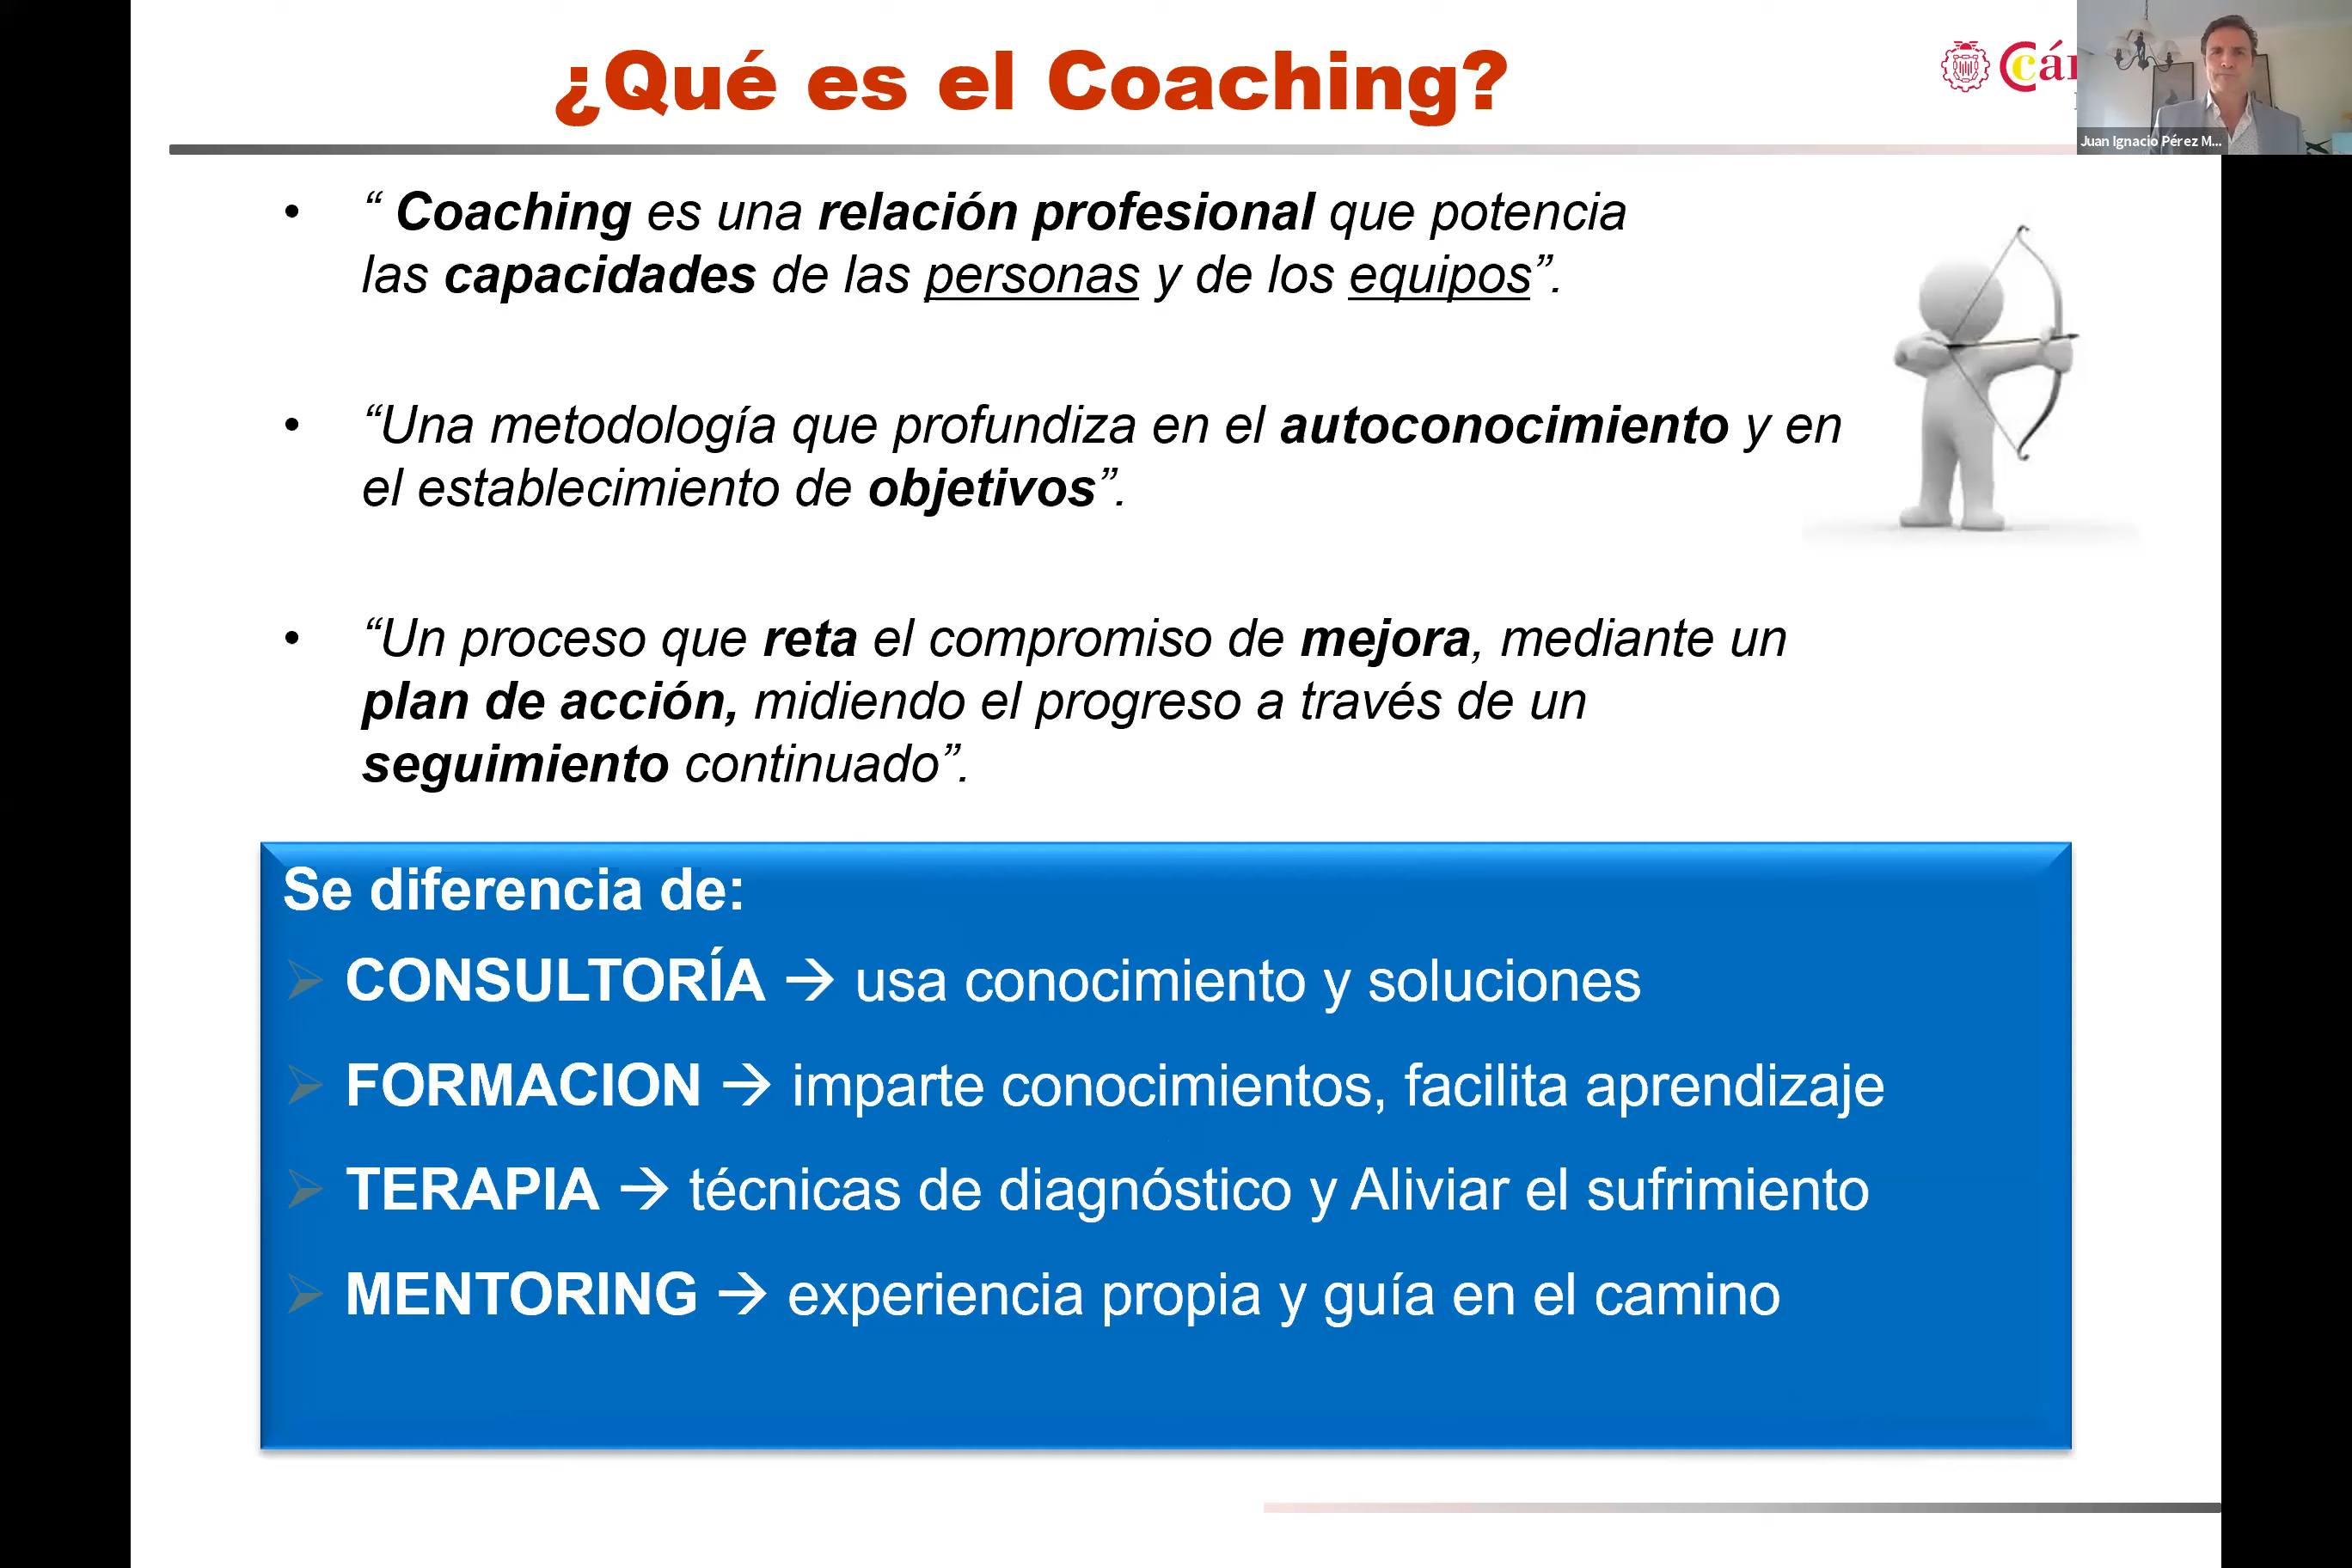 ¿Qué es el Coaching?
Juan Ignacio Pérez M...
• “ Coaching es una relación profesional que potencia
las capacidades de las personas y de los equipos”.
• “Una metodología que profundiza en el autoconocimiento y en
el establecimiento de objetivos”.
• “Un proceso que reta el compromiso de mejora, mediante un
plan de acción, midiendo el progreso a través de un
seguimiento continuado”.
Se diferencia de:
➢ CONSULTORÍA → usa conocimiento y soluciones
➢ FORMACION → imparte conocimientos, facilita aprendizaje
➢ TERAPIA → técnicas de diagnóstico y Aliviar el sufrimiento
➢ MENTORING → experiencia propia y guía en el camino